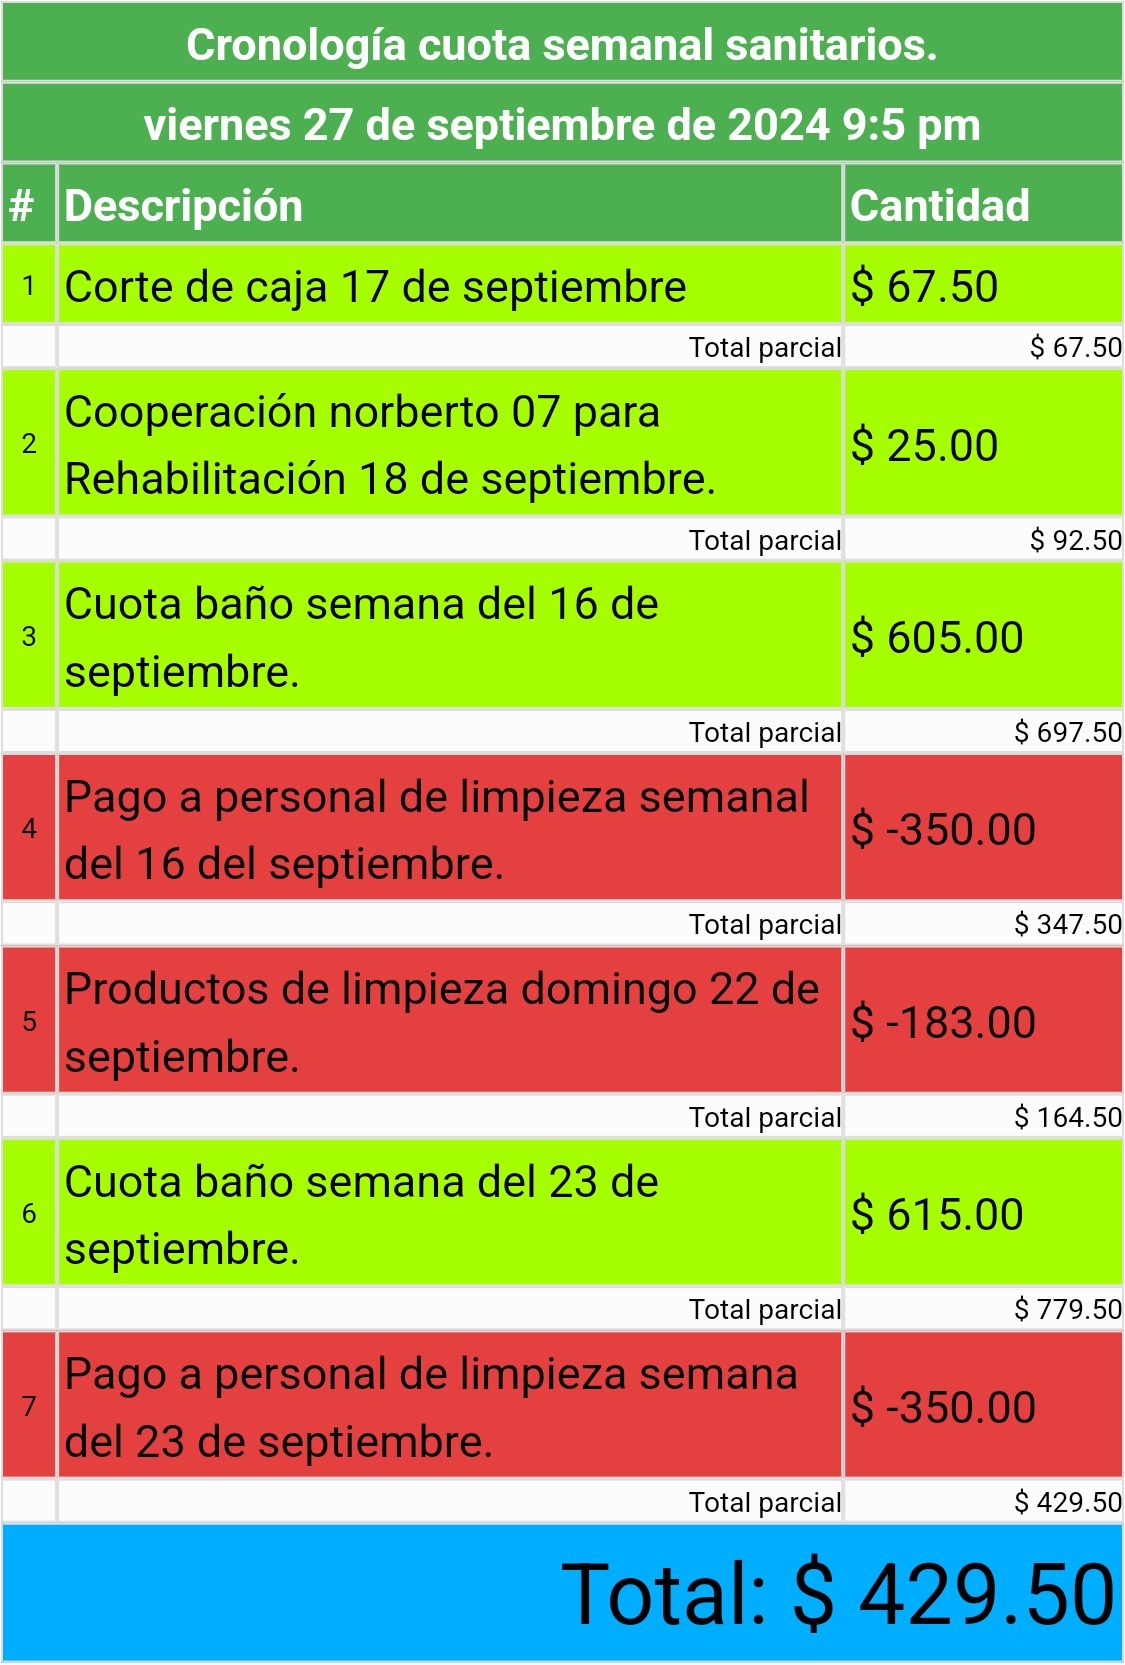 Cronología cuota semanal sanitarios.
viernes 27 de septiembre de 2024 9:5 pm
# Descripción Cantidad
1 Corte de caja 17 de septiembre $ 67.50
Total parcial $ 67.50
Cooperación norberto 07 para
2 Rehabilitación 18 de septiembre. $ 25.00
Total parcial $ 92.50
Cuota baño semana del 16 de
3 septiembre. $ 605.00
Total parcial $ 697.50
Pago a personal de limpieza semanal
4 del 16 del septiembre. $ -350.00
Total parcial $ 347.50
Productos de limpieza domingo 22 de
5 septiembre. $ -183.00
Total parcial $ 164.50
Cuota baño semana del 23 de
6 septiembre. $ 615.00
Total parcial $ 779.50
Pago a personal de limpieza semana
7 del 23 de septiembre. $ -350.00
Total parcial $ 429.50
Total: $ 429.50